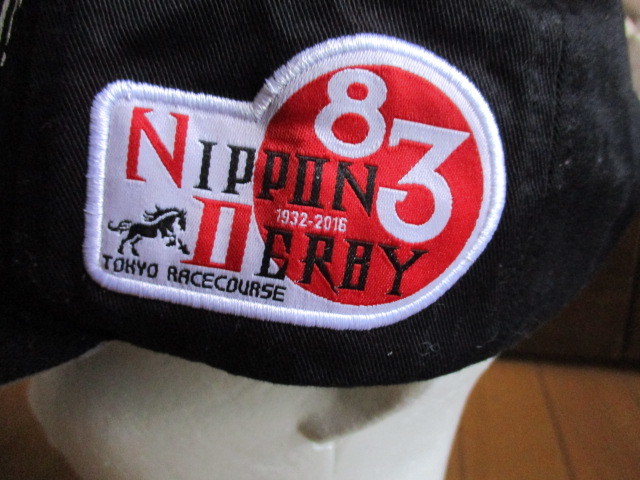 83
NIPPON
1932-2016
DERBY
TOKYO RACECOURSE